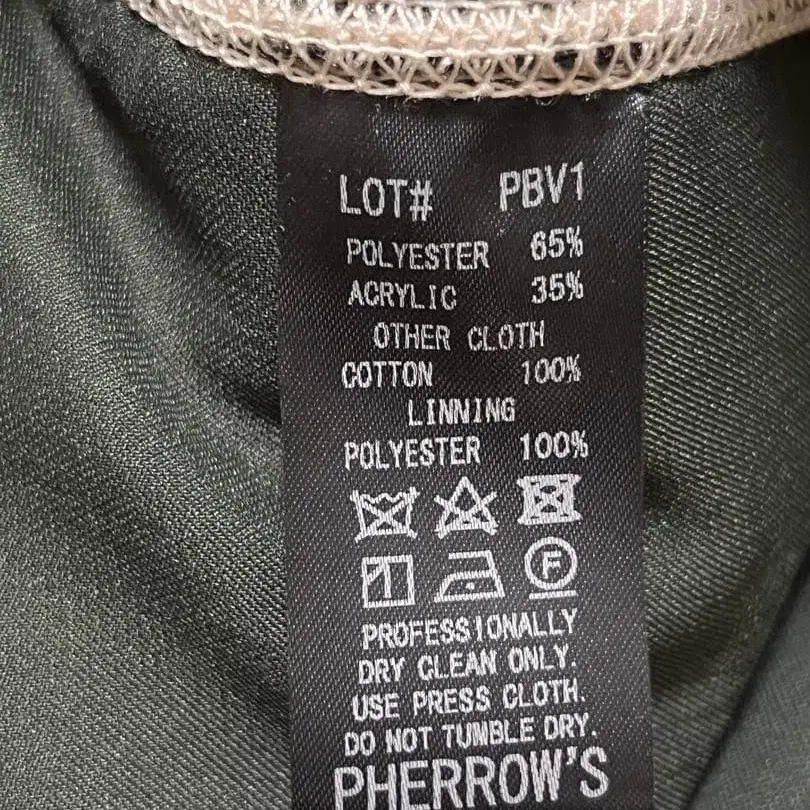 LOT# PBV1
POLYESTER 65%
ACRYLIC 35%
OTHER CLOTH
COTTON 100%
LINNING
POLYESTER 100%
F
PROFESSIONALLY
DRY CLEAN ONLY.
USE PRESS CLOTH.
DO NOT TUMBLE DRY.
PHERROW'S